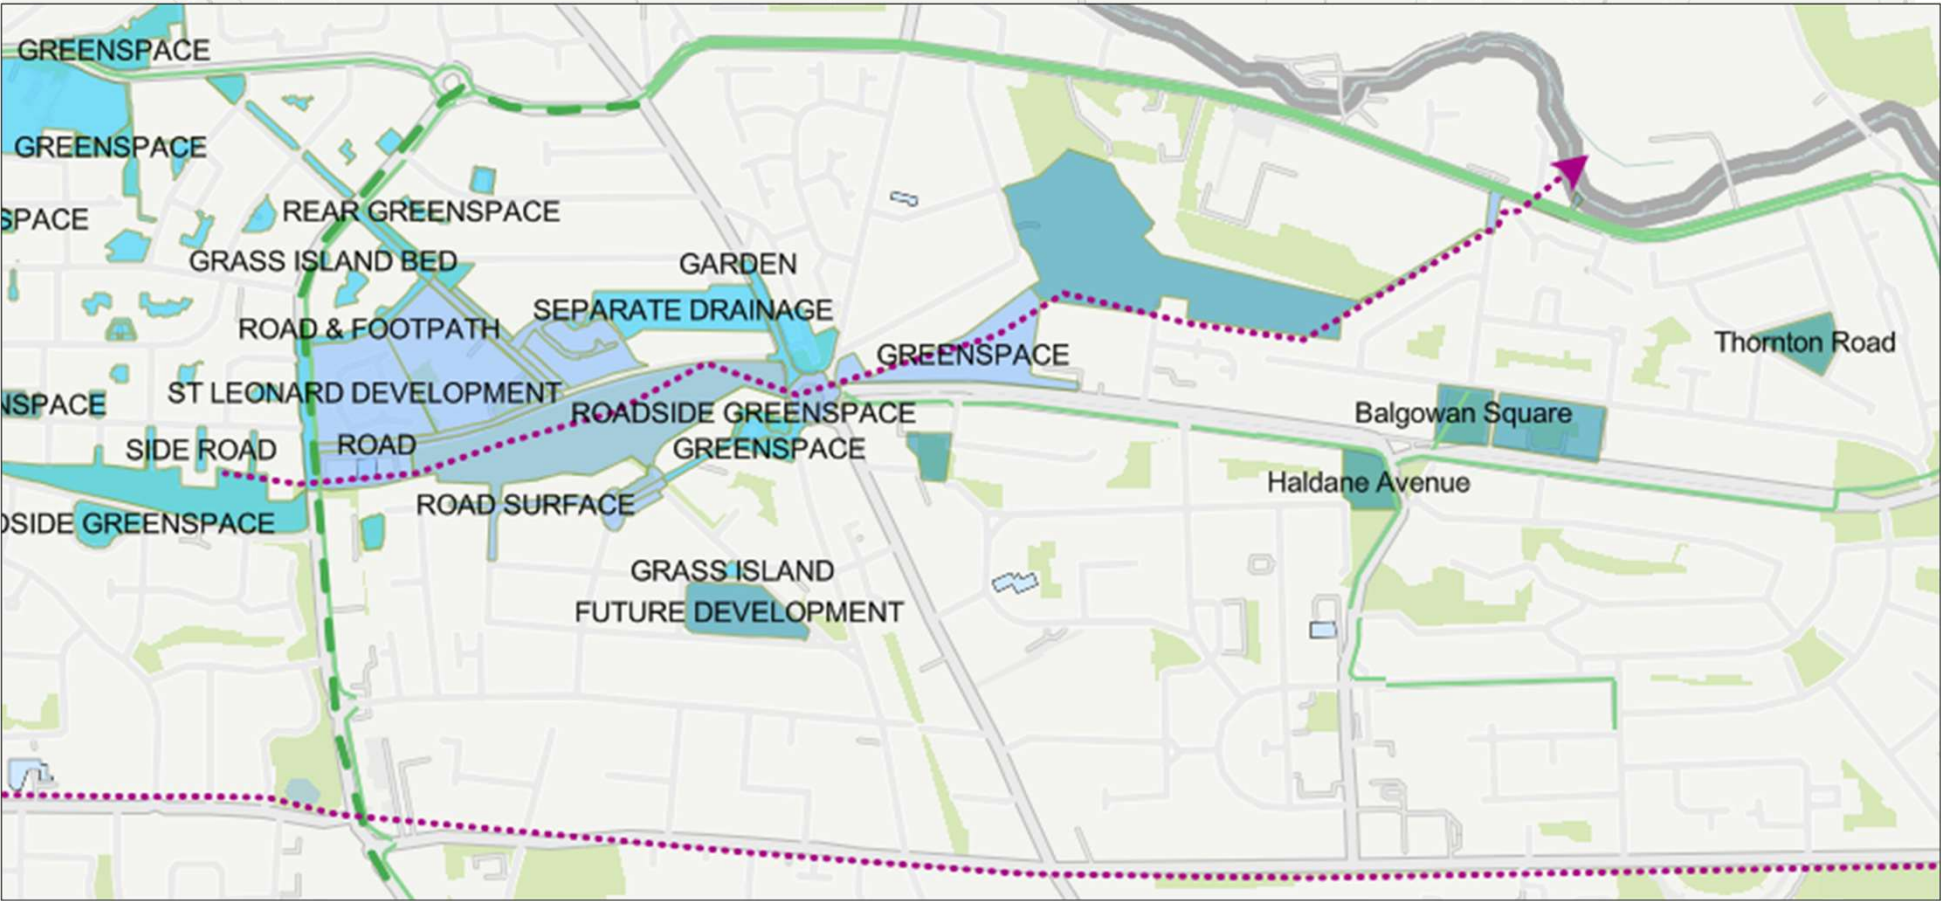 GREENSPACE
GREENSPACE
SPACE
REAR GREENSPACE
GRASS ISLAND BED
GARDEN
SEPARATE DRAINAGE
ROAD & FOOTPATH
GREENSPACE
Thornton Road
ST LEONARD DEVELOPMENT
NSPACE
ROADSIDE GREENSPACE
Balgowan Square
SIDE ROAD
ROAD
GREENSPACE
Haldane Avenue
ROAD SURFACE
DSIDE GREENSPACE
GRASS ISLAND
FUTURE DEVELOPMENT